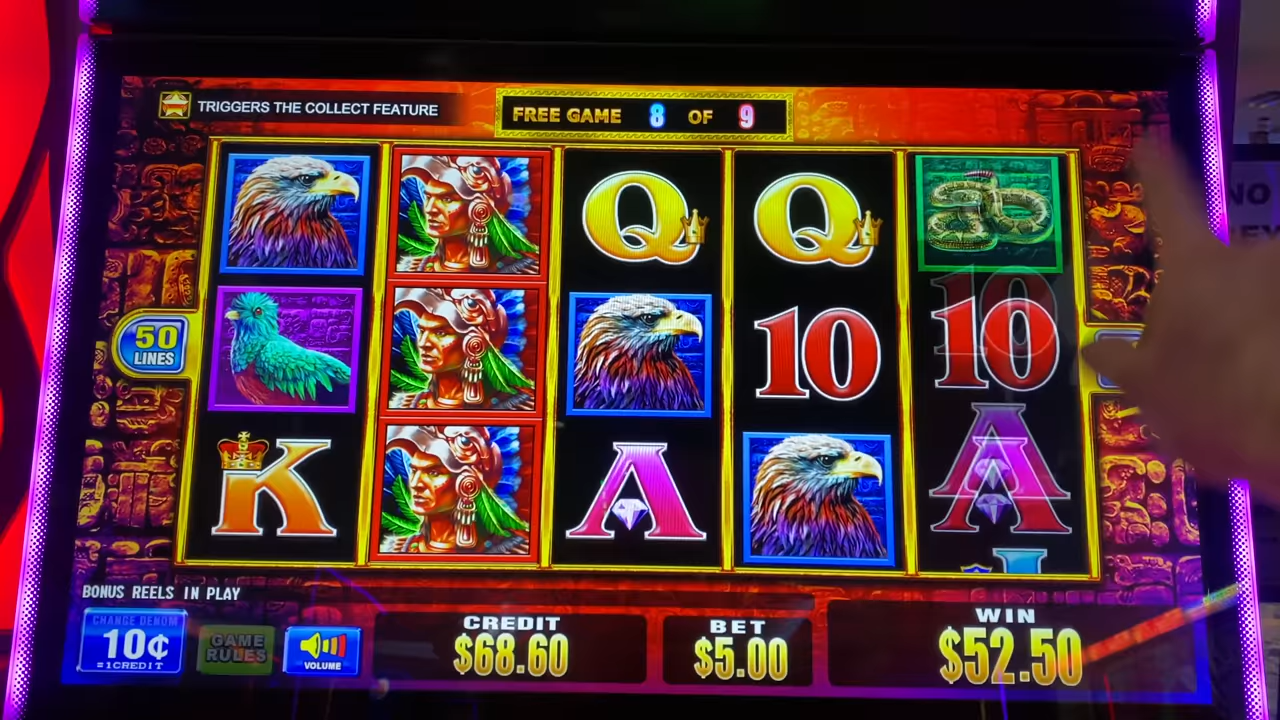 TRIGGERS THE COLLECT FEATURE
FREE GAME 8 OF 9
Q Q
10 10
50
LINES
K A A
BONUS REELS IN PLAY
CHANGE DENOM
10¢
=1CREDIT
GAME
RULES
VOLUME
CREDIT
$68.60
BET
$5.00
WIN
$52.50
NO